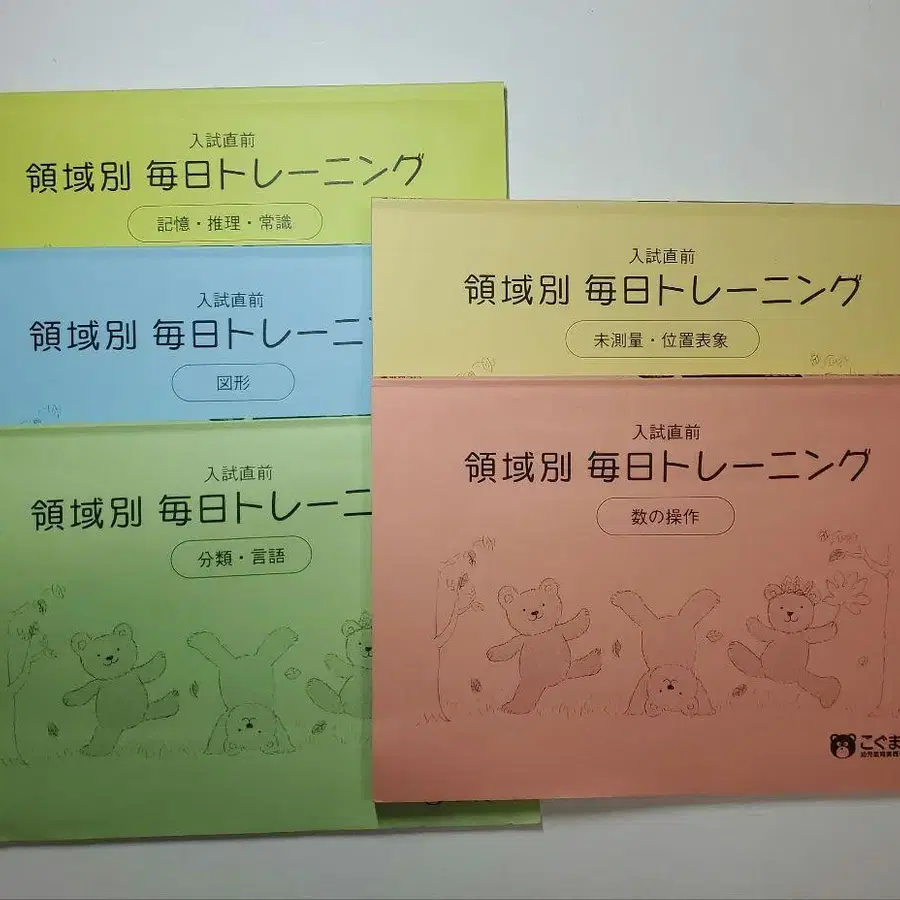 入試直前
領域別 毎日トレーニング
記憶・推理・常識
入試直前
領域別 毎日トレーニ
図形
入試直前
領域別 毎日トレーニ
分類・言語
入試直前
領域別 毎日トレーニング
未測量・位置表象
入試直前
領域別 毎日トレーニング
数の操作
こぐま